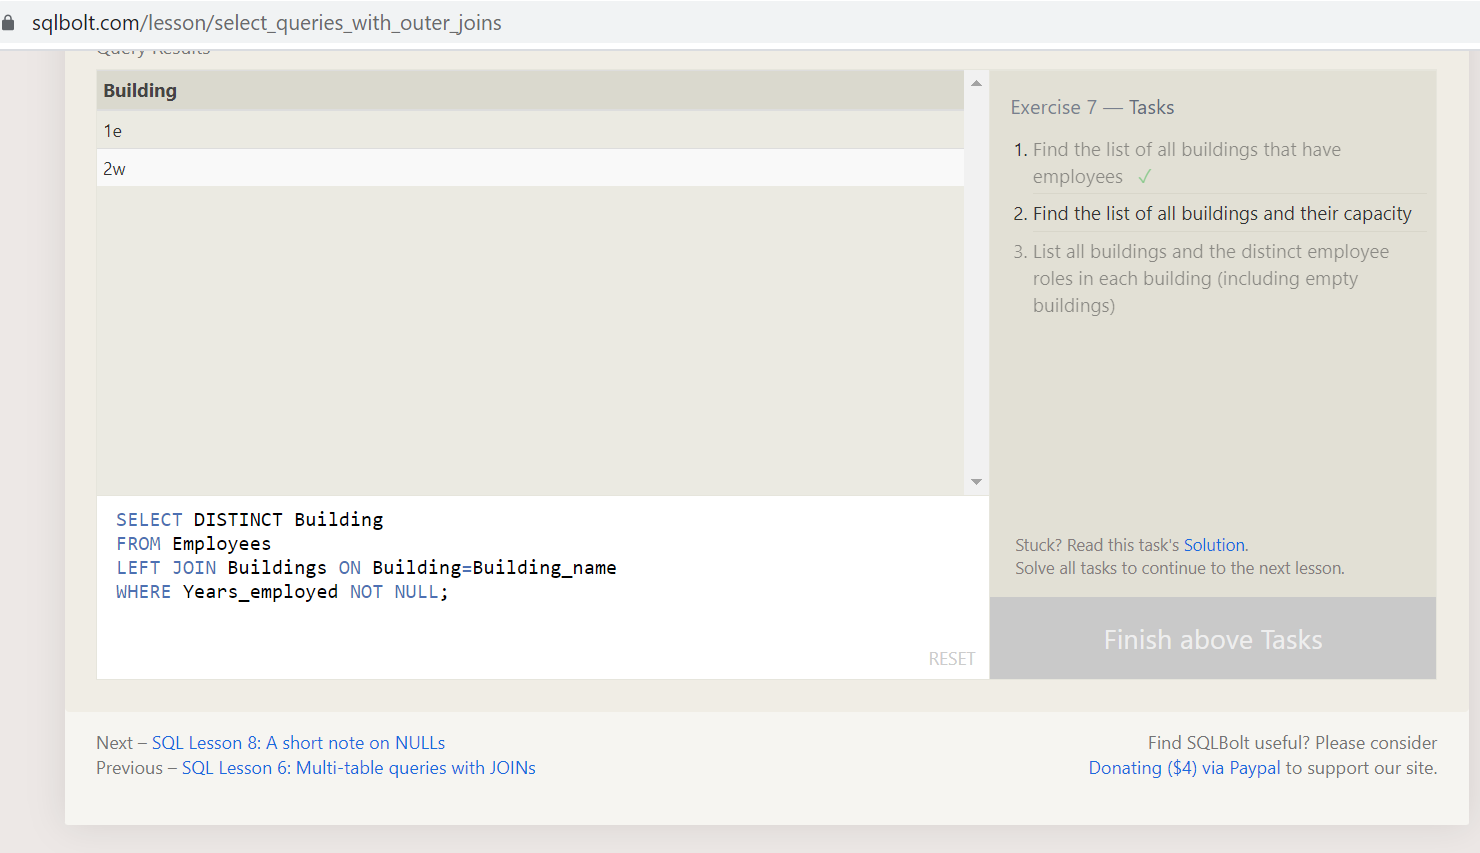 sqlbolt.com/lesson/select_queries_with_outer_joins
Query Results
Building
1e
2w
SELECT DISTINCT Building
FROM Employees
LEFT JOIN Buildings ON Building=Building_name
WHERE Years_employed NOT NULL;
RESET
Exercise 7 — Tasks
1. Find the list of all buildings that have
employees ✓
2. Find the list of all buildings and their capacity
3. List all buildings and the distinct employee
roles in each building (including empty
buildings)
Stuck? Read this task's Solution.
Solve all tasks to continue to the next lesson.
Finish above Tasks
Next – SQL Lesson 8: A short note on NULLs
Previous – SQL Lesson 6: Multi-table queries with JOINs
Find SQLBolt useful? Please consider
Donating ($4) via Paypal to support our site.